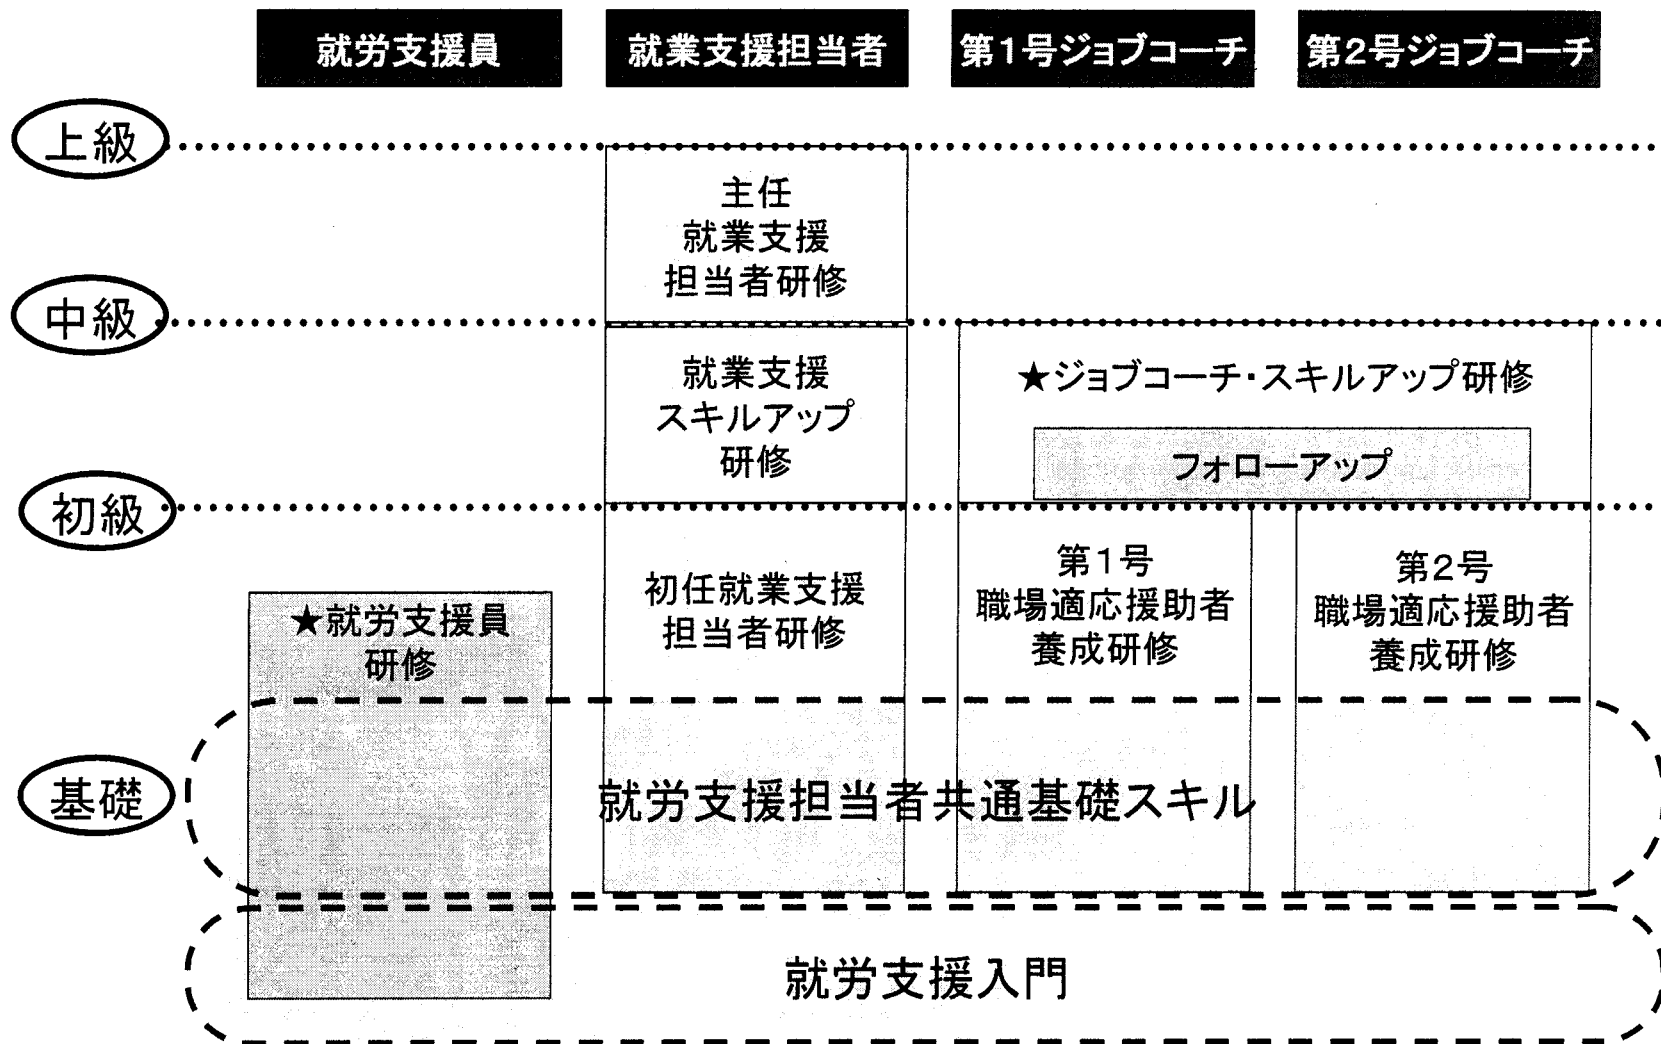 就労支援員
就業支援担当者
第1号ジョブコーチ
第2号ジョブコーチ
上級
主任
就業支援
担当者研修
中級
就業支援
スキルアップ
研修
★ジョブコーチ・スキルアップ研修
フォローアップ
初級
★就労支援員
研修
初任就業支援
担当者研修
第1号
職場適応援助者
養成研修
第2号
職場適応援助者
養成研修
基礎
就労支援担当者共通基礎スキル
就労支援入門